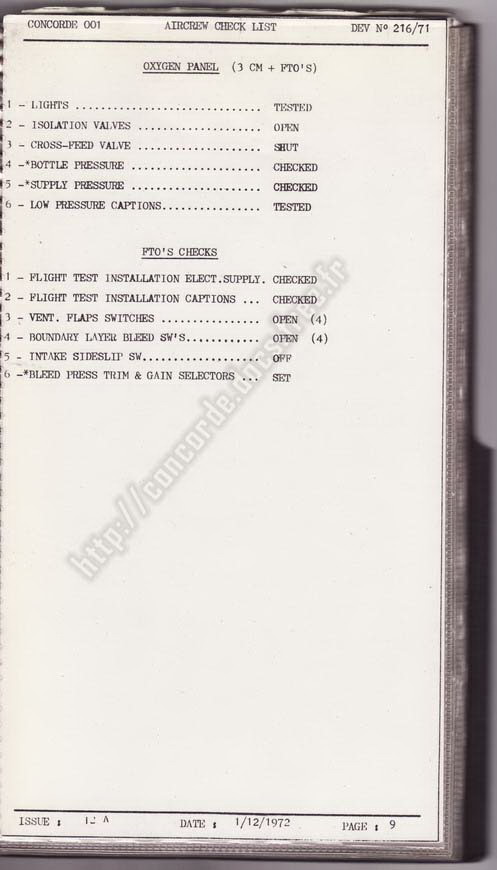 CONCORDE 001 AIRCREW CHECK LIST DEV Nº 216/71
OXYGEN PANEL (3 CM + FTO'S)
1 - LIGHTS ........................ TESTED
2 - ISOLATION VALVES .................. OPEN
3 - CROSS-FEED VALVE .................. SHUT
4 -*BOTTLE PRESSURE ................... CHECKED
5 -*SUPPLY PRESSURE ................... CHECKED
6 - LOW PRESSURE CAPTIONS............... TESTED
FTO'S CHECKS
1 - FLIGHT TEST INSTALLATION ELECT.SUPPLY. CHECKED
2 - FLIGHT TEST INSTALLATION CAPTIONS ... CHECKED
3 - VENT. FLAPS SWITCHES ............... OPEN (4)
4 - BOUNDARY LAYER BLEED SW'S........... OPEN (4)
5 - INTAKE SIDESLIP SW.................. OFF
6 -*BLEED PRESS TRIM & GAIN SELECTORS ... SET
http://concorde.docs.free.fr
ISSUE : 12 A DATE : 1/12/1972 PAGE : 9